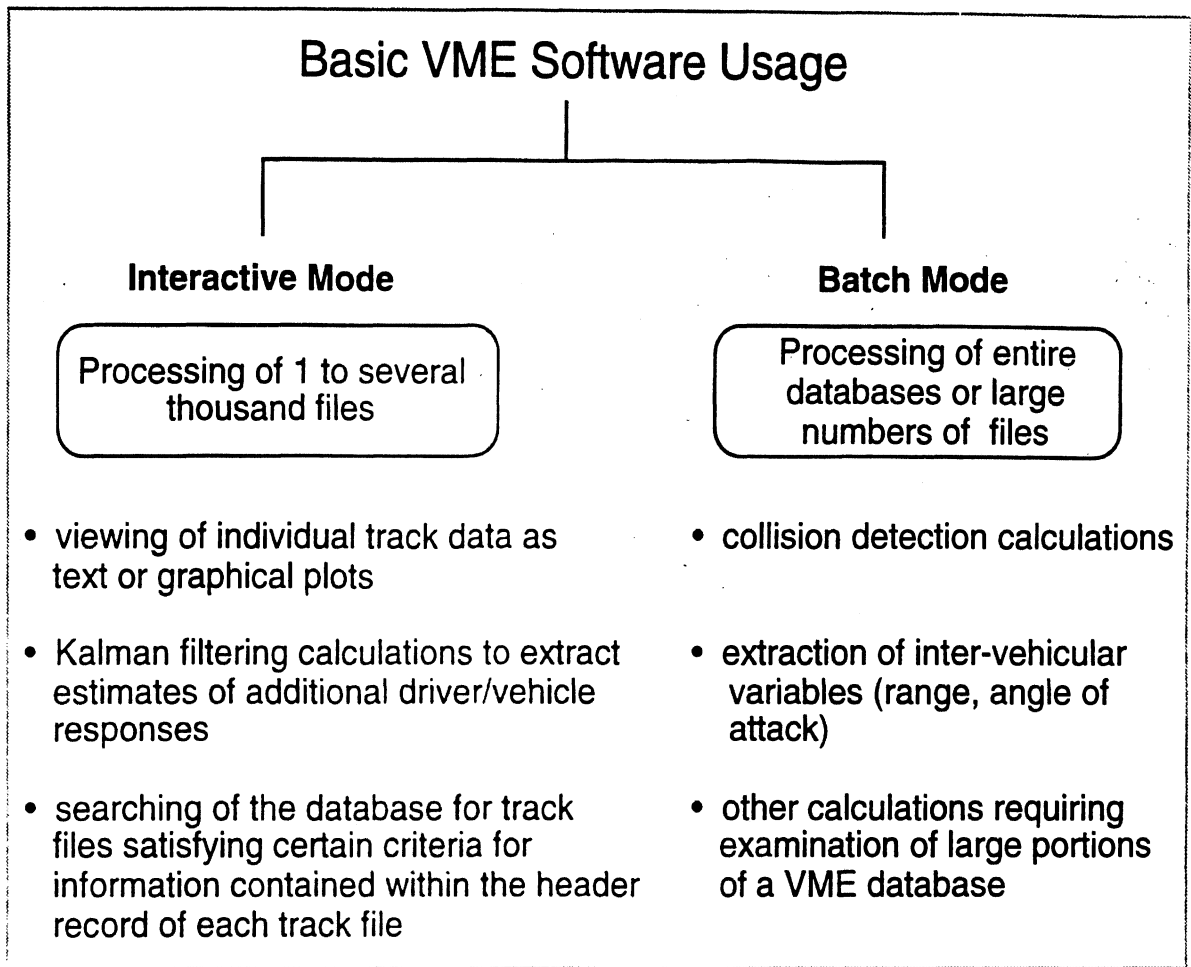 Basic VME Software Usage
Interactive Mode
Processing of 1 to several
thousand files
• viewing of individual track data as
text or graphical plots
• Kalman filtering calculations to extract
estimates of additional driver/vehicle
responses
• searching of the database for track
files satisfying certain criteria for
information contained within the header
record of each track file
Batch Mode
Processing of entire
databases or large
numbers of files
• collision detection calculations
• extraction of inter-vehicular
variables (range, angle of
attack)
• other calculations requiring
examination of large portions
of a VME database